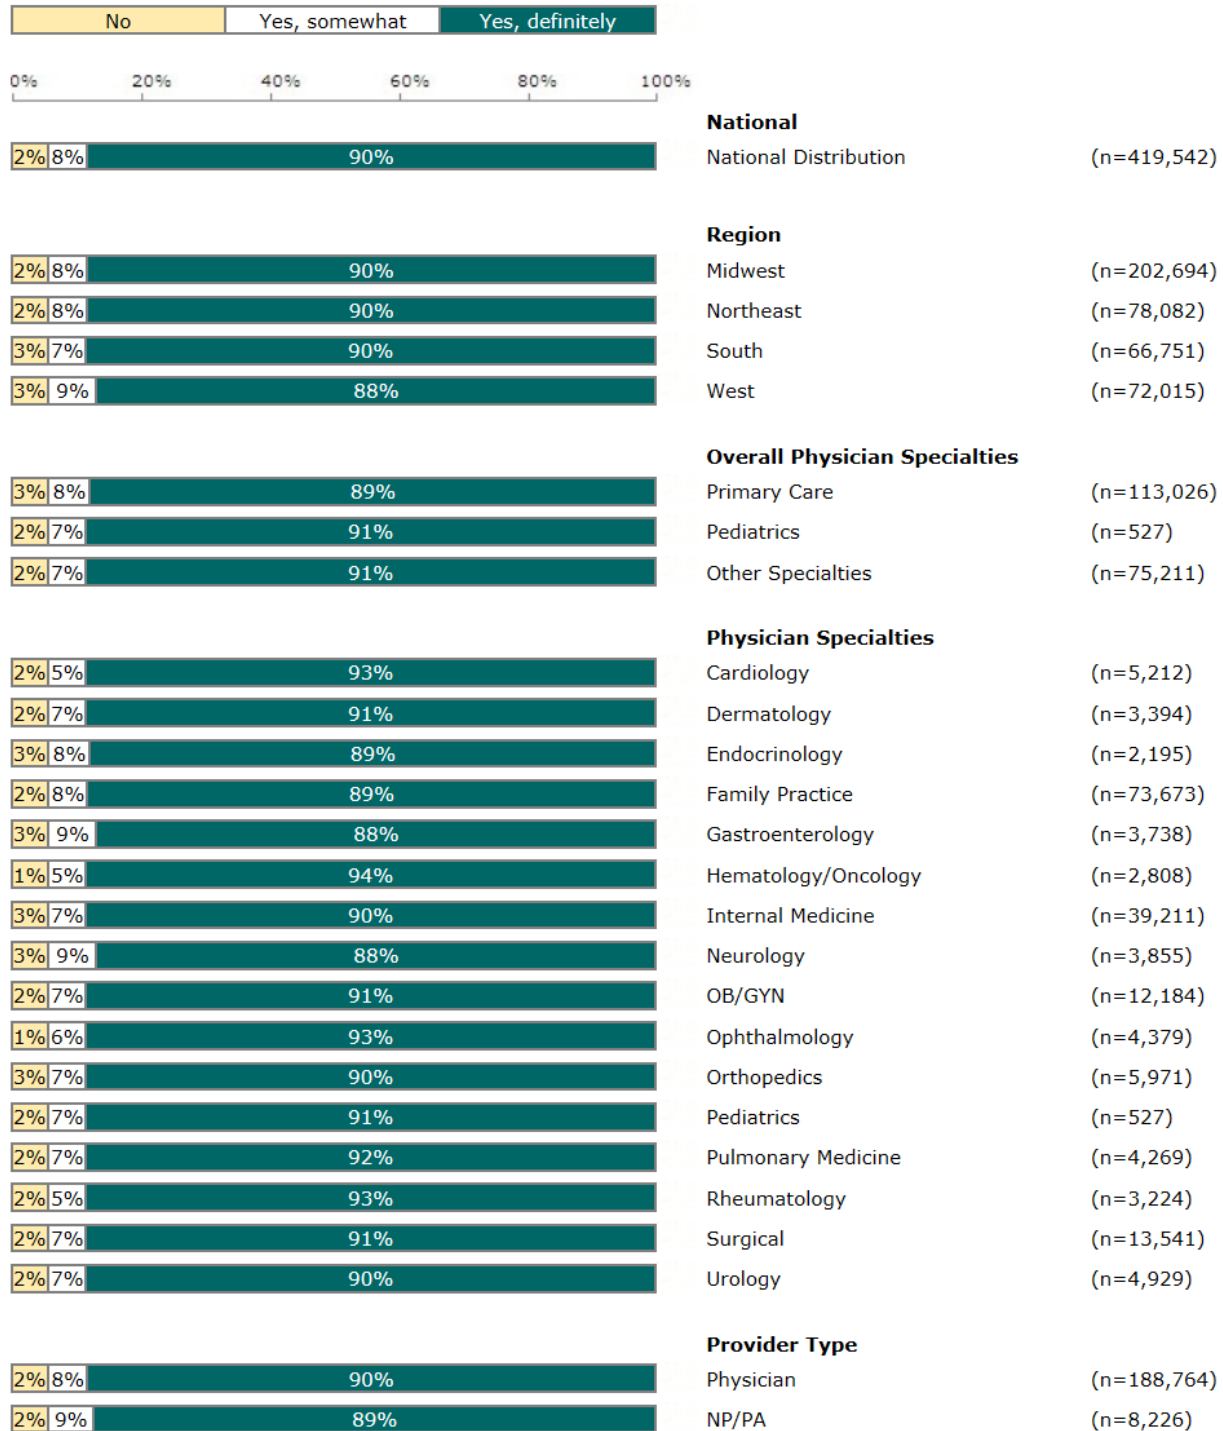 No Yes, somewhat Yes, definitely
0% 20% 40% 60% 80% 100%
National
2% 8% 90% National Distribution (n=419,542)
Region
2% 8% 90% Midwest (n=202,694)
2% 8% 90% Northeast (n=78,082)
3% 7% 90% South (n=66,751)
3% 9% 88% West (n=72,015)
Overall Physician Specialties
3% 8% 89% Primary Care (n=113,026)
2% 7% 91% Pediatrics (n=527)
2% 7% 91% Other Specialties (n=75,211)
Physician Specialties
2% 5% 93% Cardiology (n=5,212)
2% 7% 91% Dermatology (n=3,394)
3% 8% 89% Endocrinology (n=2,195)
2% 8% 89% Family Practice (n=73,673)
3% 9% 88% Gastroenterology (n=3,738)
1% 5% 94% Hematology/Oncology (n=2,808)
3% 7% 90% Internal Medicine (n=39,211)
3% 9% 88% Neurology (n=3,855)
2% 7% 91% OB/GYN (n=12,184)
1% 6% 93% Ophthalmology (n=4,379)
3% 7% 90% Orthopedics (n=5,971)
2% 7% 91% Pediatrics (n=527)
2% 7% 92% Pulmonary Medicine (n=4,269)
2% 5% 93% Rheumatology (n=3,224)
2% 7% 91% Surgical (n=13,541)
2% 7% 90% Urology (n=4,929)
Provider Type
2% 8% 90% Physician (n=188,764)
2% 9% 89% NP/PA (n=8,226)